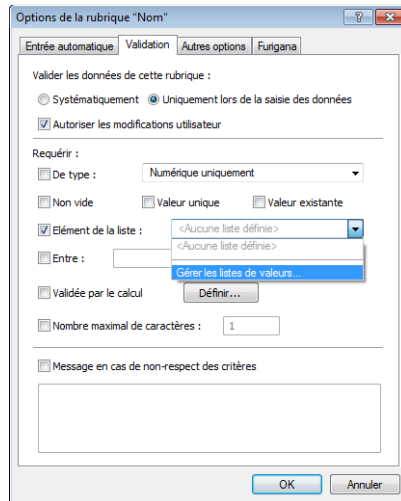 Options de la rubrique “Nom”
Entrée automatique Validation Autres options Furigana
Valider les données de cette rubrique :
Systématiquement Uniquement lors de la saisie des données
Autoriser les modifications utilisateur
Requérir :
De type : Numérique uniquement
Non vide Valeur unique Valeur existante
Elément de la liste : <Aucune liste définie>
<Aucune liste définie>
Entre :
Gérer les listes de valeurs...
Validée par le calcul Définir...
Nombre maximal de caractères : 1
Message en cas de non-respect des critères
OK Annuler